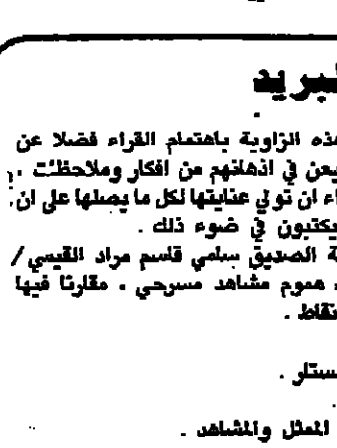 لبريد
هذه الزاوية باهتمام القراء فضلا عن
يعن في اذهانهم من افكار وملاحظات .
اء ان تولي عنايتها لكل ما يصلها على ان
يكتبون في ضوء ذلك .
ة الصديق سامي قاسم مراد القيسي /
هموم مشاهد مسرحي . مقارنا فيها
نقاط .
ستار .
الممثل والمشاهد .